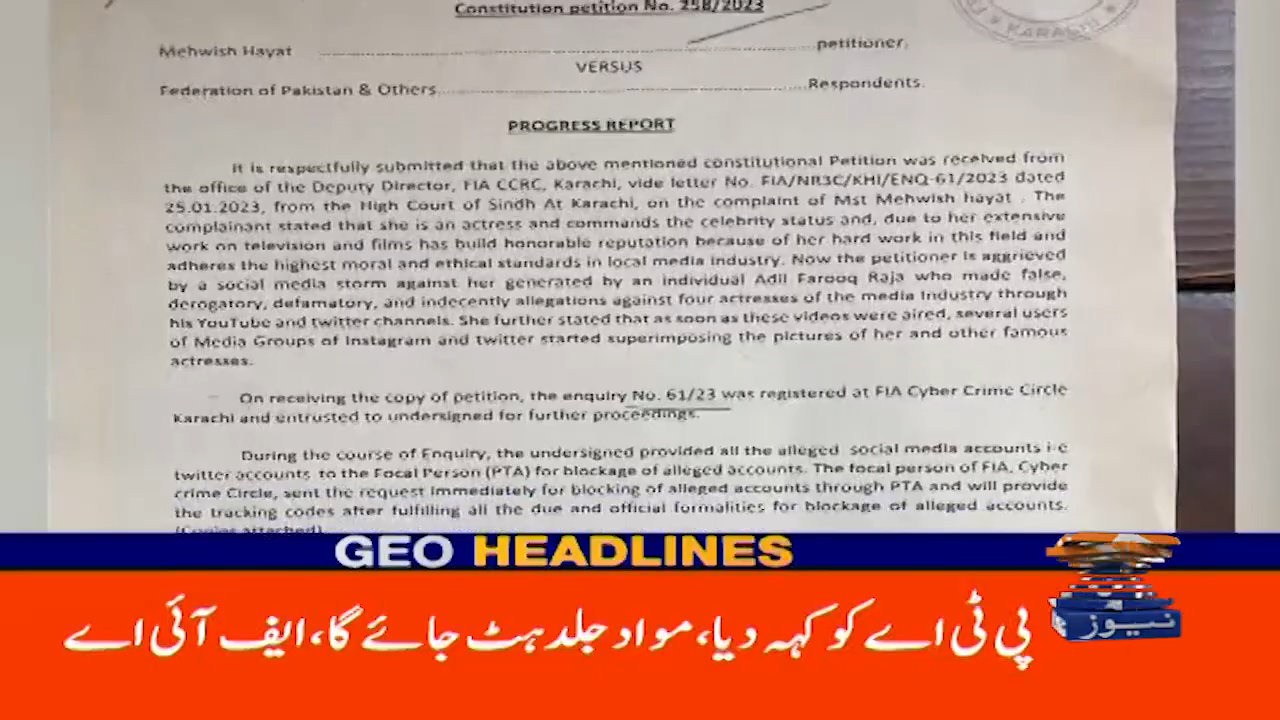 Constitution petition No. 258/2023
KARACHI
Mehwish Hayat ........................................petitioner,
VERSUS
Federation of Pakistan & Others........................................Respondents.
PROGRESS REPORT
It is respectfully submitted that the above mentioned constitutional Petition was received from
the office of the Deputy Director, FIA CCRC, Karachi, vide letter No. FIA/NR3C/KHI/ENQ-61/2023 dated
25.01.2023, from the High Court of Sindh At Karachi, on the complaint of Mst Mehwish hayat . The
complainant stated that she is an actress and commands the celebrity status and, due to her extensive
work on television and films has build honorable reputation because of her hard work in this field and
adheres the highest moral and ethical standards in local media industry. Now the petitioner is aggrieved
by a social media storm against her generated by an individual Adil Farooq Raja who made false,
derogatory, defamatory, and indecently allegations against four actresses of the media Industry through
his YouTube and twitter channels. She further stated that as soon as these videos were aired, several users
of Media Groups of Instagram and twitter started superimposing the pictures of her and other famous
actresses.
On receiving the copy of petition, the enquiry No. 61/23 was registered at FIA Cyber Crime Circle
Karachi and entrusted to undersigned for further proceedings.
During the course of Enquiry, the undersigned provided all the alleged social media accounts i.e
twitter accounts to the Focal Person (PTA) for blockage of alleged accounts. The focal person of FIA, Cyber
crime Circle, sent the request immediately for blocking of alleged accounts through PTA and will provide
the tracking codes after fulfilling all the due and official formalities for blockage of alleged accounts.
(Copies attached)
GEO HEADLINES
پی ٹی اے کو کہہ دیا، مواد جلد ہٹ جائے گا، ایف آئی اے
نیوز